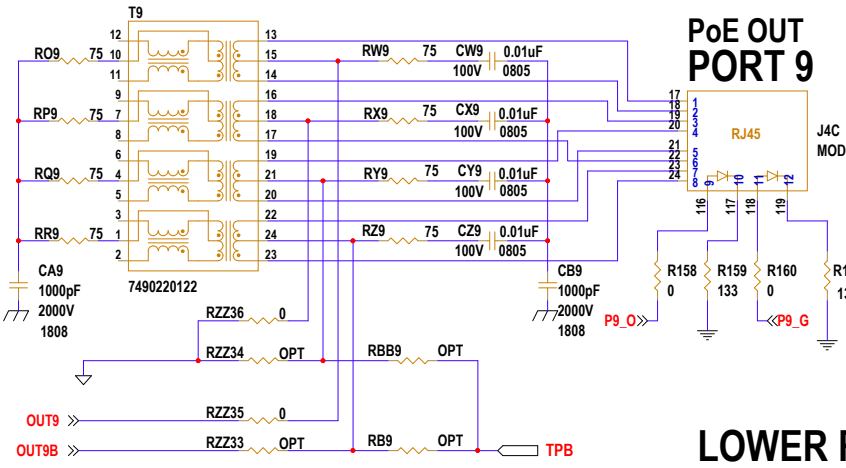 T9
12
13
RO9 75 10
15 RW9 75 CW9 0.01uF
100V 0805
11
14
9
16
RP9 75 7
18 RX9 75 CX9 0.01uF
100V 0805
8
17
6
19
RQ9 75 4
21 RY9 75 CY9 0.01uF
100V 0805
5
20
3
22
RR9 75 1
24 RZ9 75 CZ9 0.01uF
100V 0805
2
23
7490220122
CA9
1000pF
2000V
1808
CB9
1000pF
2000V
1808
PoE OUT
PORT 9
17 1
18 2
19 3
20 4
21 5
22 6
23 7
24 8
RJ45
J4C
MOD
9 10 11 12
116 117 118 119
R158
0
R159
133
R160
0
R1
13
P9_O
P9_G
RZZ36 0
RZZ34 OPT
RBB9 OPT
OUT9
RZZ35 0
OUT9B
RZZ33 OPT
RB9 OPT
TPB
LOWER